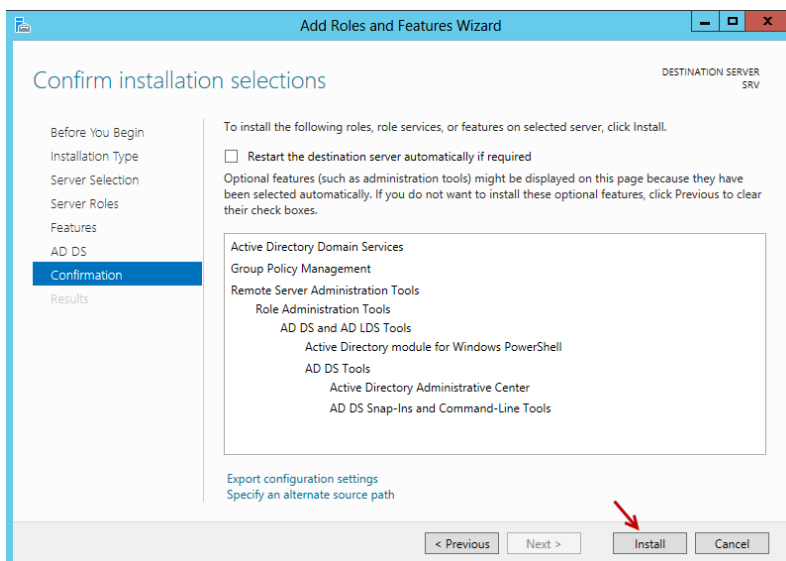 Add Roles and Features Wizard
Confirm installation selections
DESTINATION SERVER
SRV
Before You Begin
Installation Type
Server Selection
Server Roles
Features
AD DS
Confirmation
Results
To install the following roles, role services, or features on selected server, click Install.
Restart the destination server automatically if required
Optional features (such as administration tools) might be displayed on this page because they have
been selected automatically. If you do not want to install these optional features, click Previous to clear
their check boxes.
Active Directory Domain Services
Group Policy Management
Remote Server Administration Tools
Role Administration Tools
AD DS and AD LDS Tools
Active Directory module for Windows PowerShell
AD DS Tools
Active Directory Administrative Center
AD DS Snap-Ins and Command-Line Tools
Export configuration settings
Specify an alternate source path
< Previous
Next >
Install
Cancel